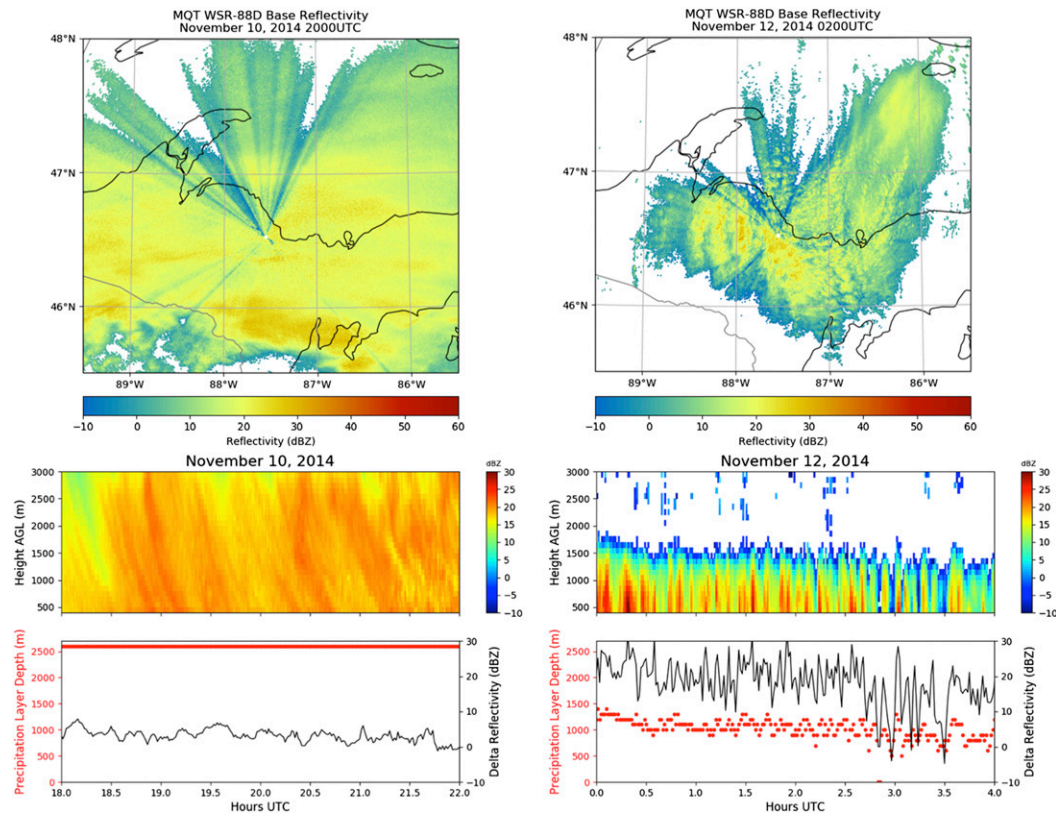 MQT WSR-88D Base Reflectivity
November 10, 2014 2000UTC
48°N
47°N
46°N
89°W
88°W
87°W
86°W
−10
0
10
20
30
40
50
60
Reflectivity (dBZ)
MQT WSR-88D Base Reflectivity
November 12, 2014 0200UTC
48°N
47°N
46°N
89°W
88°W
87°W
86°W
−10
0
10
20
30
40
50
60
Reflectivity (dBZ)
November 10, 2014
Height AGL (m)
3000
2500
2000
1500
1000
500
dBZ
30
25
20
15
10
5
0
−5
−10
November 12, 2014
Height AGL (m)
3000
2500
2000
1500
1000
500
dBZ
30
25
20
15
10
5
0
−5
−10
Precipitation Layer Depth (m)
2500
2000
1500
1000
500
0
30
20
10
0
−10
Delta Reflectivity (dBZ)
18.0
18.5
19.0
19.5
20.0
20.5
21.0
21.5
22.0
Hours UTC
Precipitation Layer Depth (m)
2500
2000
1500
1000
500
0
30
20
10
0
−10
Delta Reflectivity (dBZ)
0.0
0.5
1.0
1.5
2.0
2.5
3.0
3.5
4.0
Hours UTC